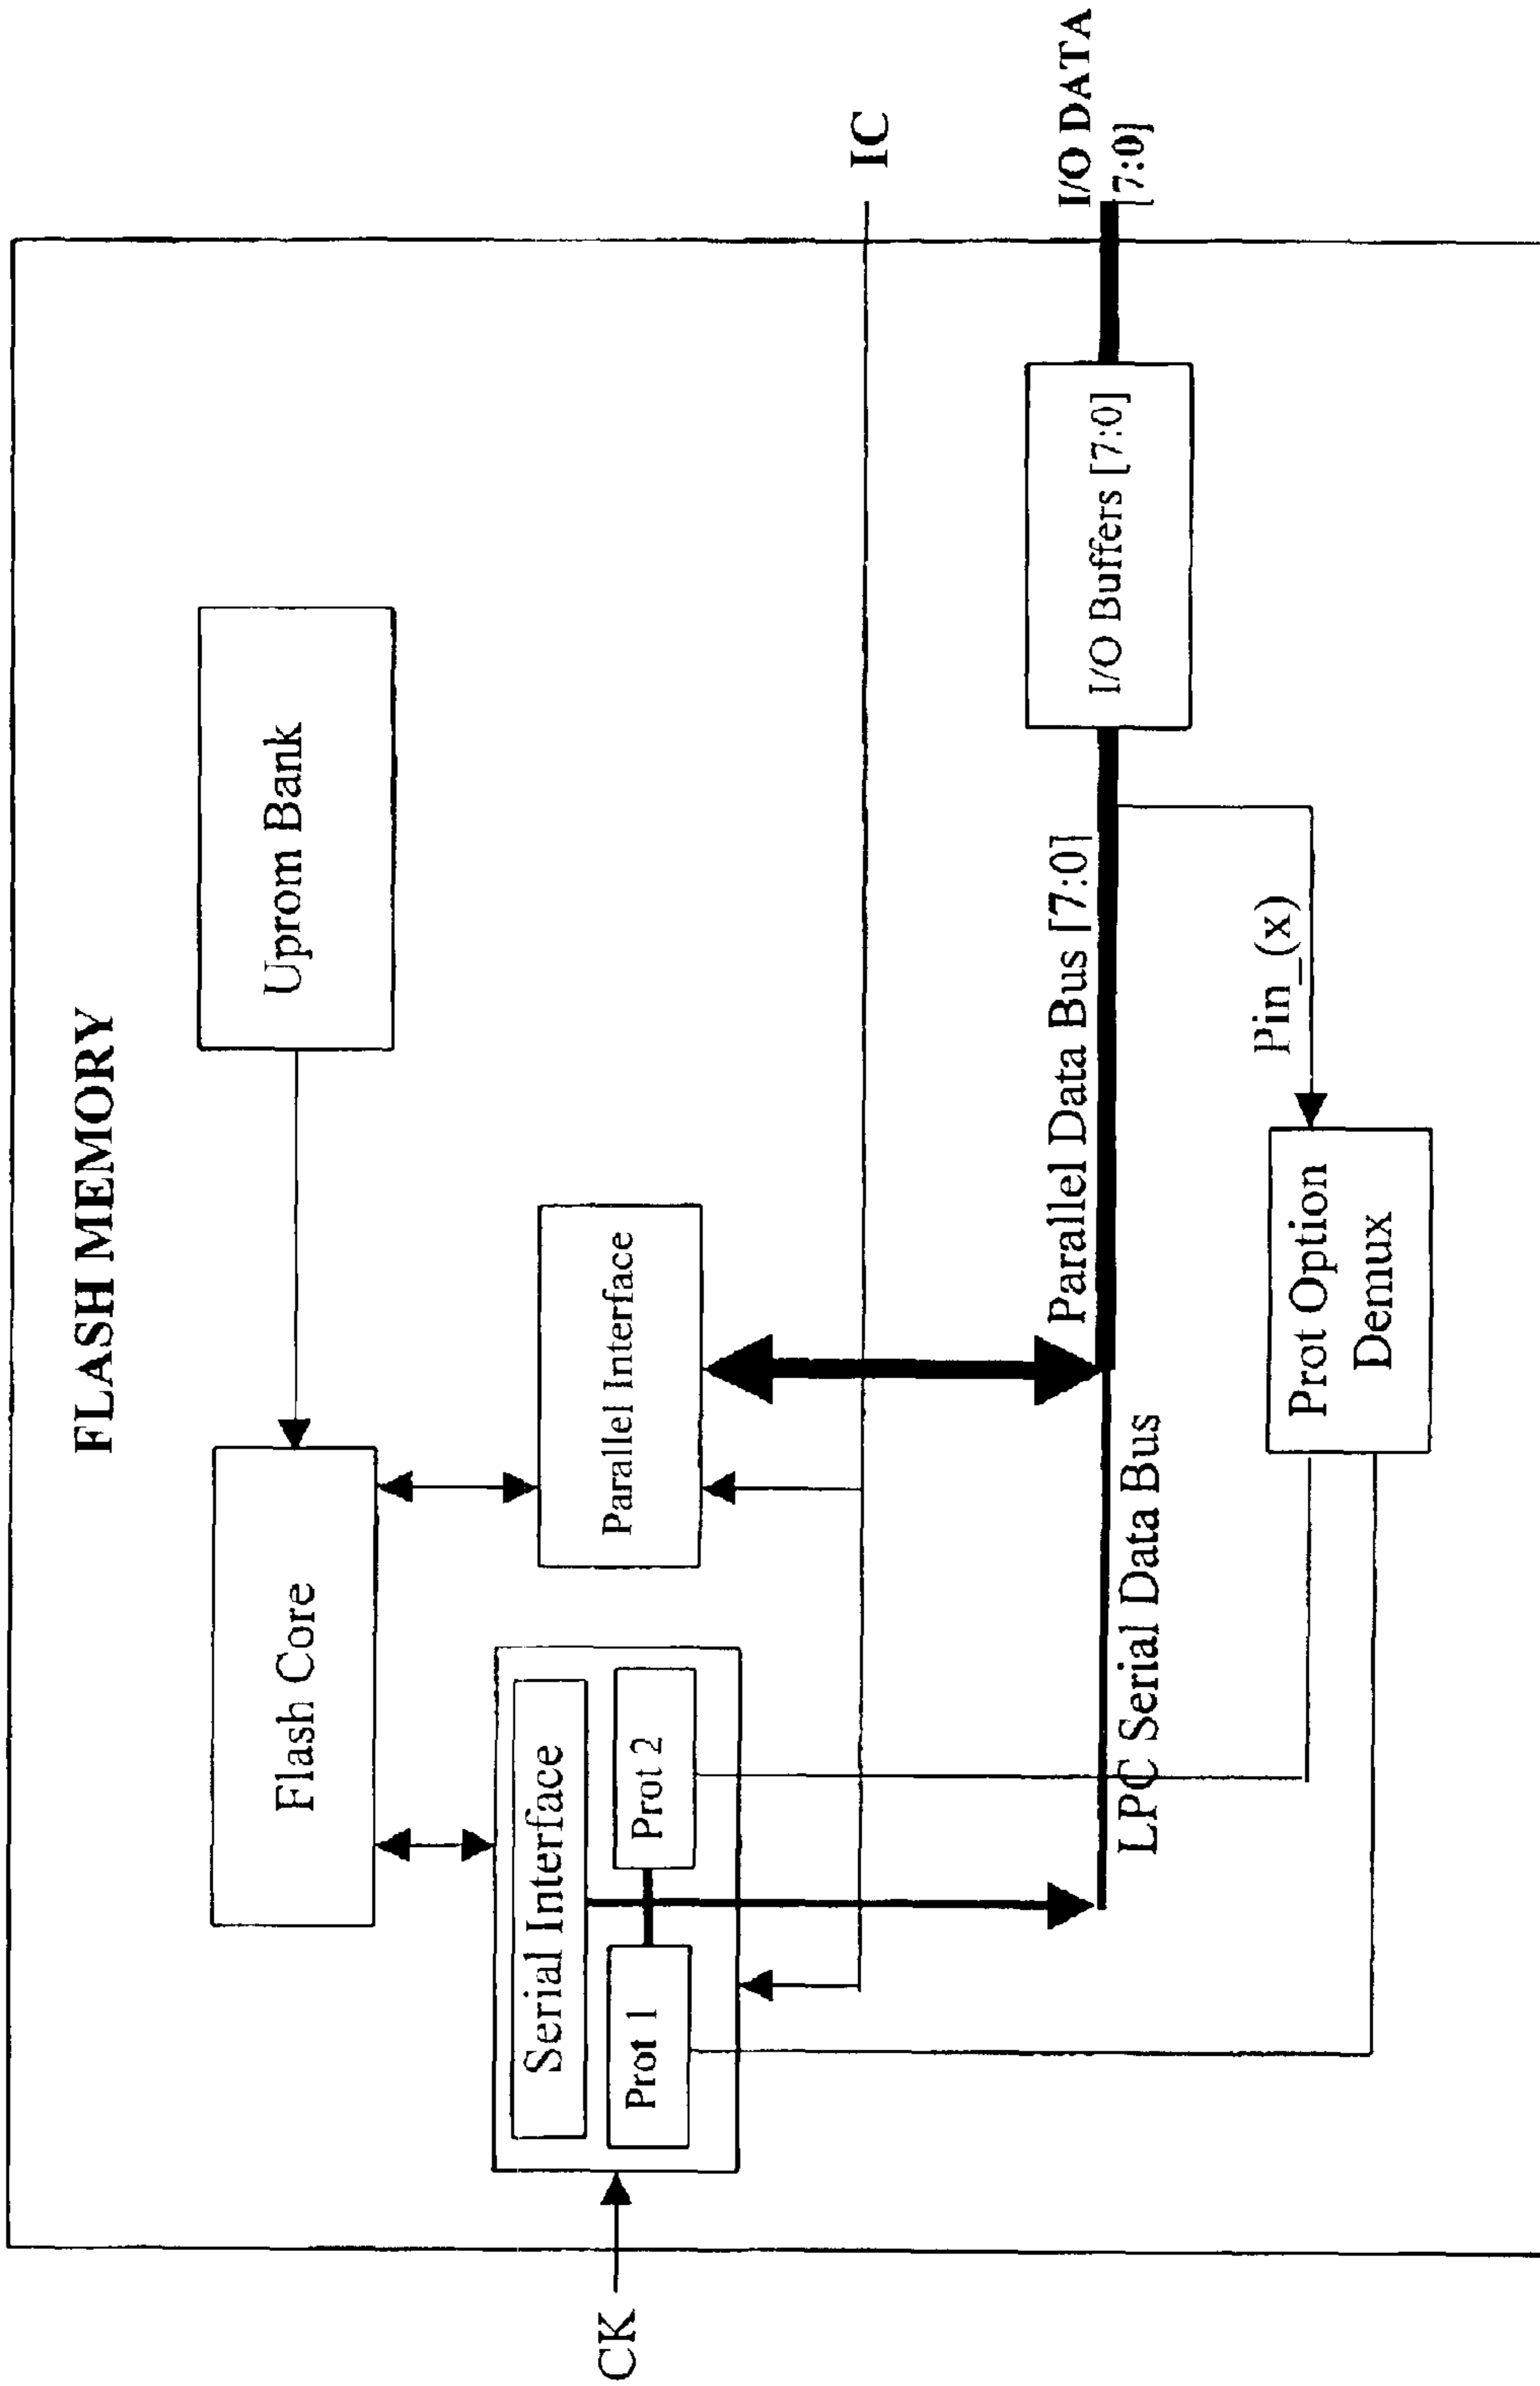 FLASH MEMORY
Flash Core
Uprom Bank
Serial Interface
Prot 1
Prot 2
Parallel Interface
CK
IC
Parallel Data Bus [7:0]
LPC Serial Data Bus
I/O Buffers [7:0]
I/O DATA
[7:0]
Pin_(x)
Prot Option
Demux